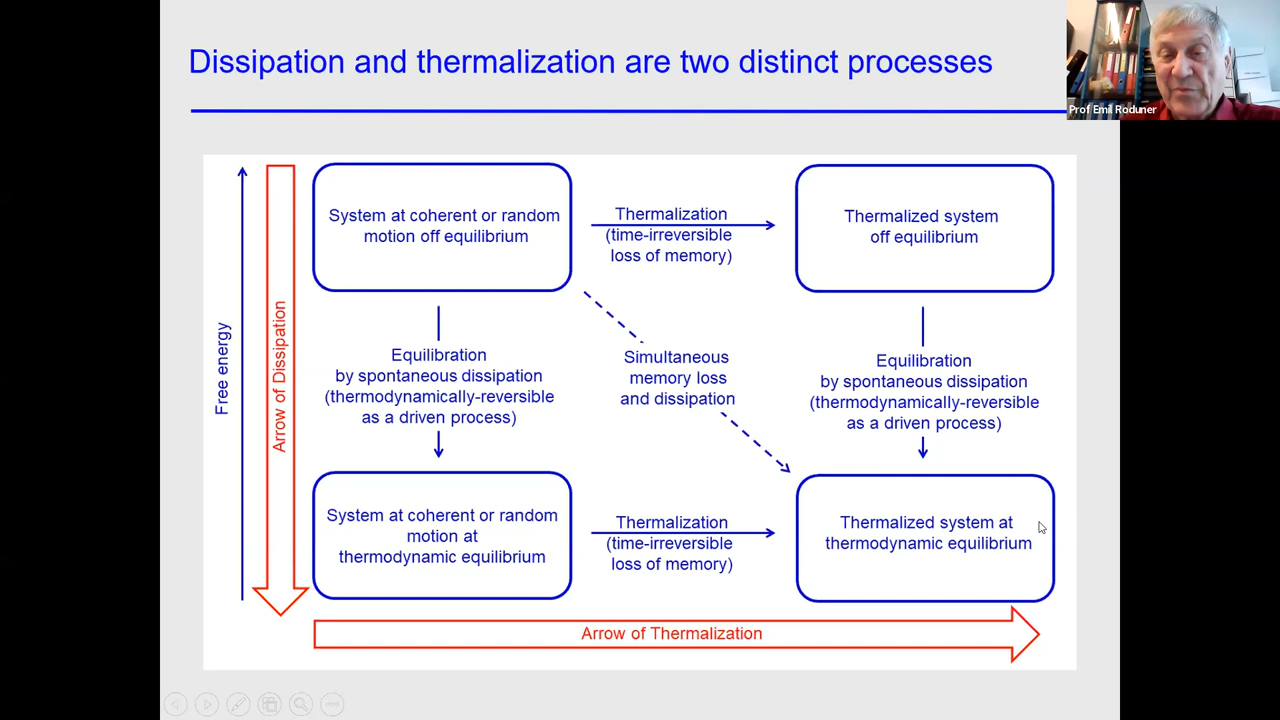 Dissipation and thermalization are two distinct processes
Prof Emil Roduner
Free energy
Arrow of Dissipation
System at coherent or random
motion off equilibrium
Thermalization
(time-irreversible
loss of memory)
Thermalized system
off equilibrium
Equilibration
by spontaneous dissipation
(thermodynamically-reversible
as a driven process)
Simultaneous
memory loss
and dissipation
Equilibration
by spontaneous dissipation
(thermodynamically-reversible
as a driven process)
System at coherent or random
motion at
thermodynamic equilibrium
Thermalization
(time-irreversible
loss of memory)
Thermalized system at
thermodynamic equilibrium
Arrow of Thermalization